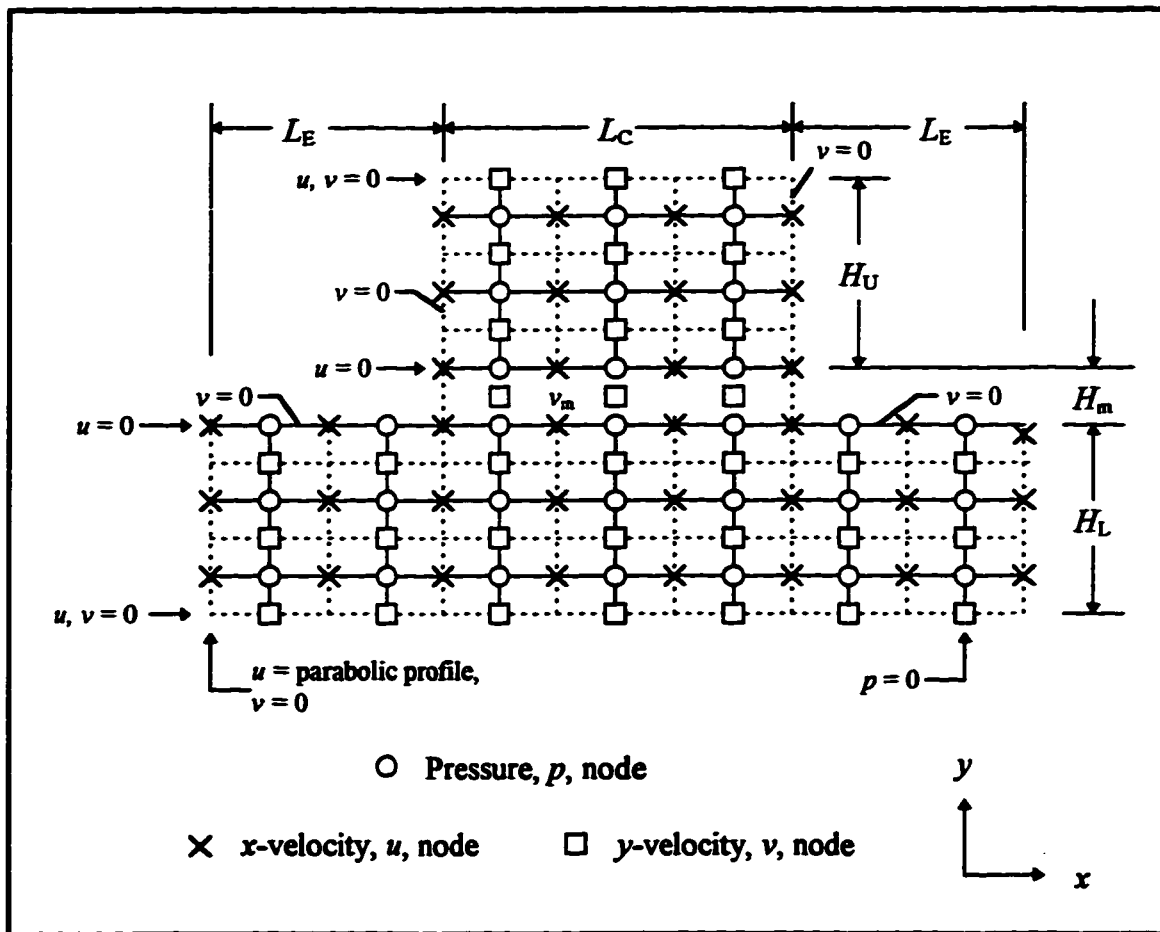 L_E L_C L_E
v = 0
u, v = 0
H_U
v = 0
u = 0
v = 0 v_m v = 0 H_m
u = 0
H_L
u, v = 0
u = parabolic profile,
v = 0
p = 0
Pressure, p, node
x-velocity, u, node y-velocity, v, node
y
x